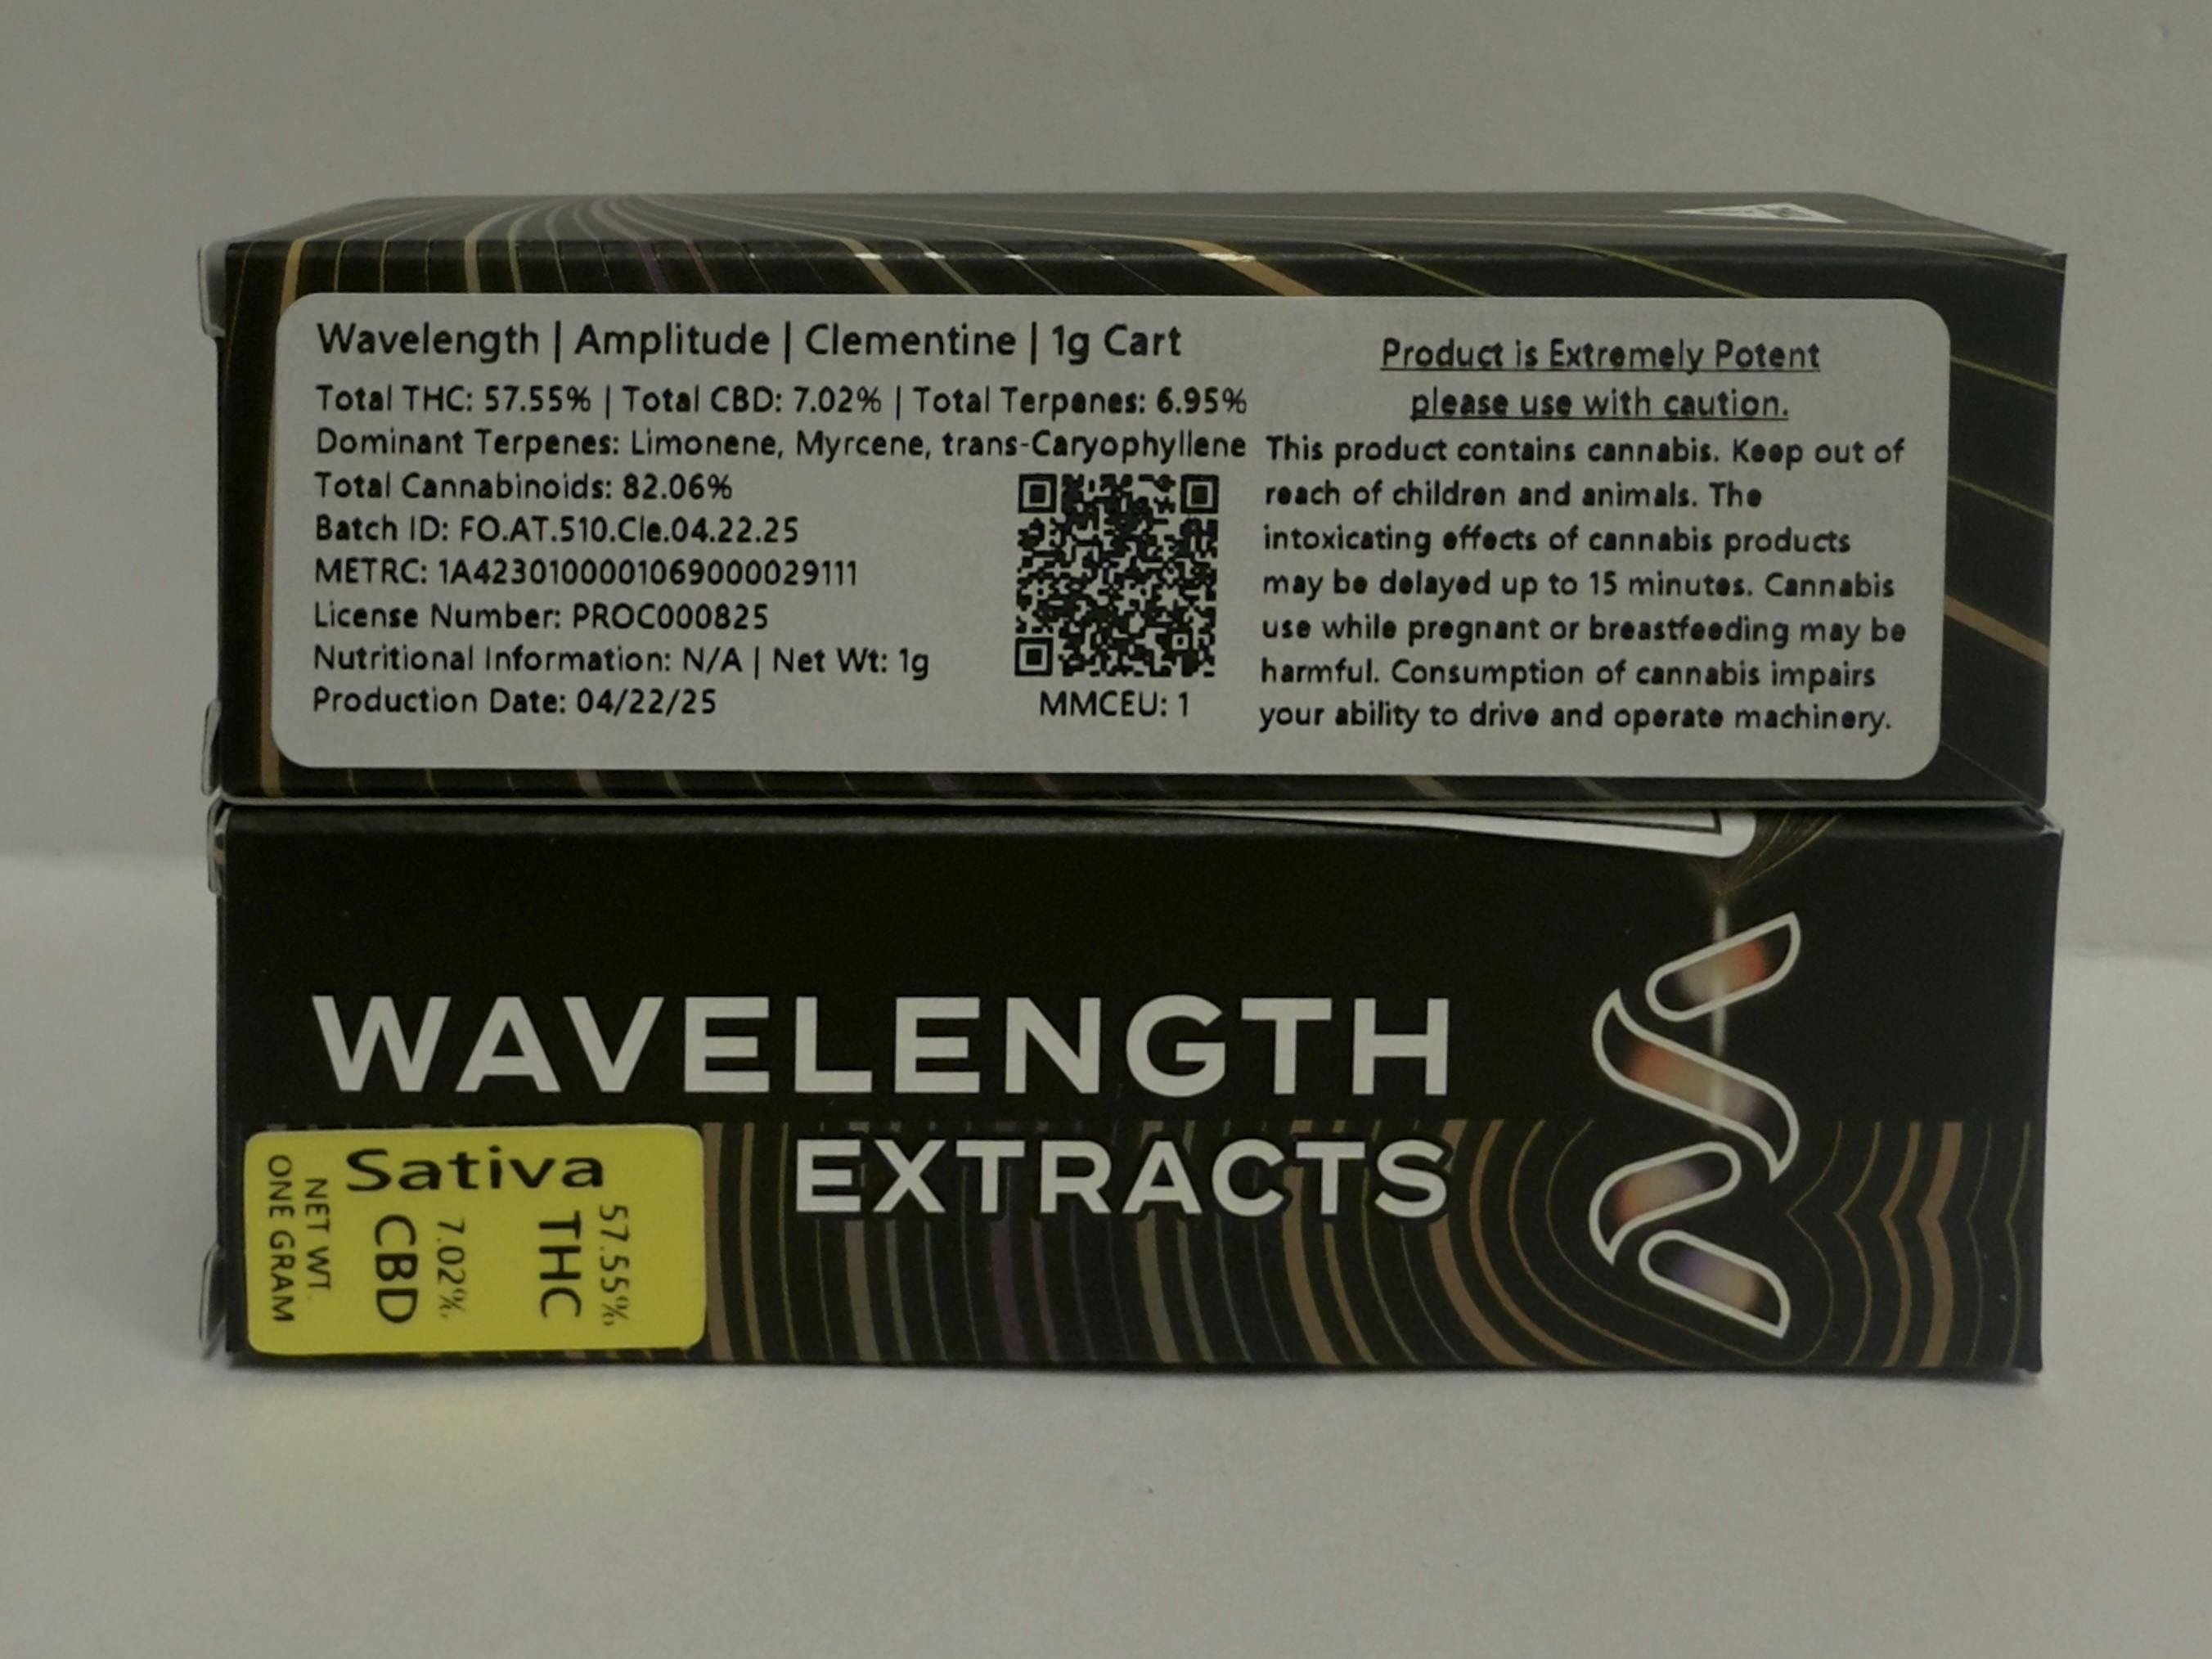 Wavelength | Amplitude | Clementine | 1g Cart
Total THC: 57.55% | Total CBD: 7.02% | Total Terpenes: 6.95%
Dominant Terpenes: Limonene, Myrcene, trans-Caryophyllene
Total Cannabinoids: 82.06%
Batch ID: FO.AT.510.Cle.04.22.25
METRC: 1A4230100001069000029111
License Number: PROC000825
Nutritional Information: N/A | Net Wt: 1g
Production Date: 04/22/25
MMCEU: 1
Product is Extremely Potent
please use with caution.
This product contains cannabis. Keep out of
reach of children and animals. The
intoxicating effects of cannabis products
may be delayed up to 15 minutes. Cannabis
use while pregnant or breastfeeding may be
harmful. Consumption of cannabis impairs
your ability to drive and operate machinery.
WAVELENGTH
EXTRACTS
Sativa
57.55%
THC
7.02%
CBD
NET WT.
ONE GRAM